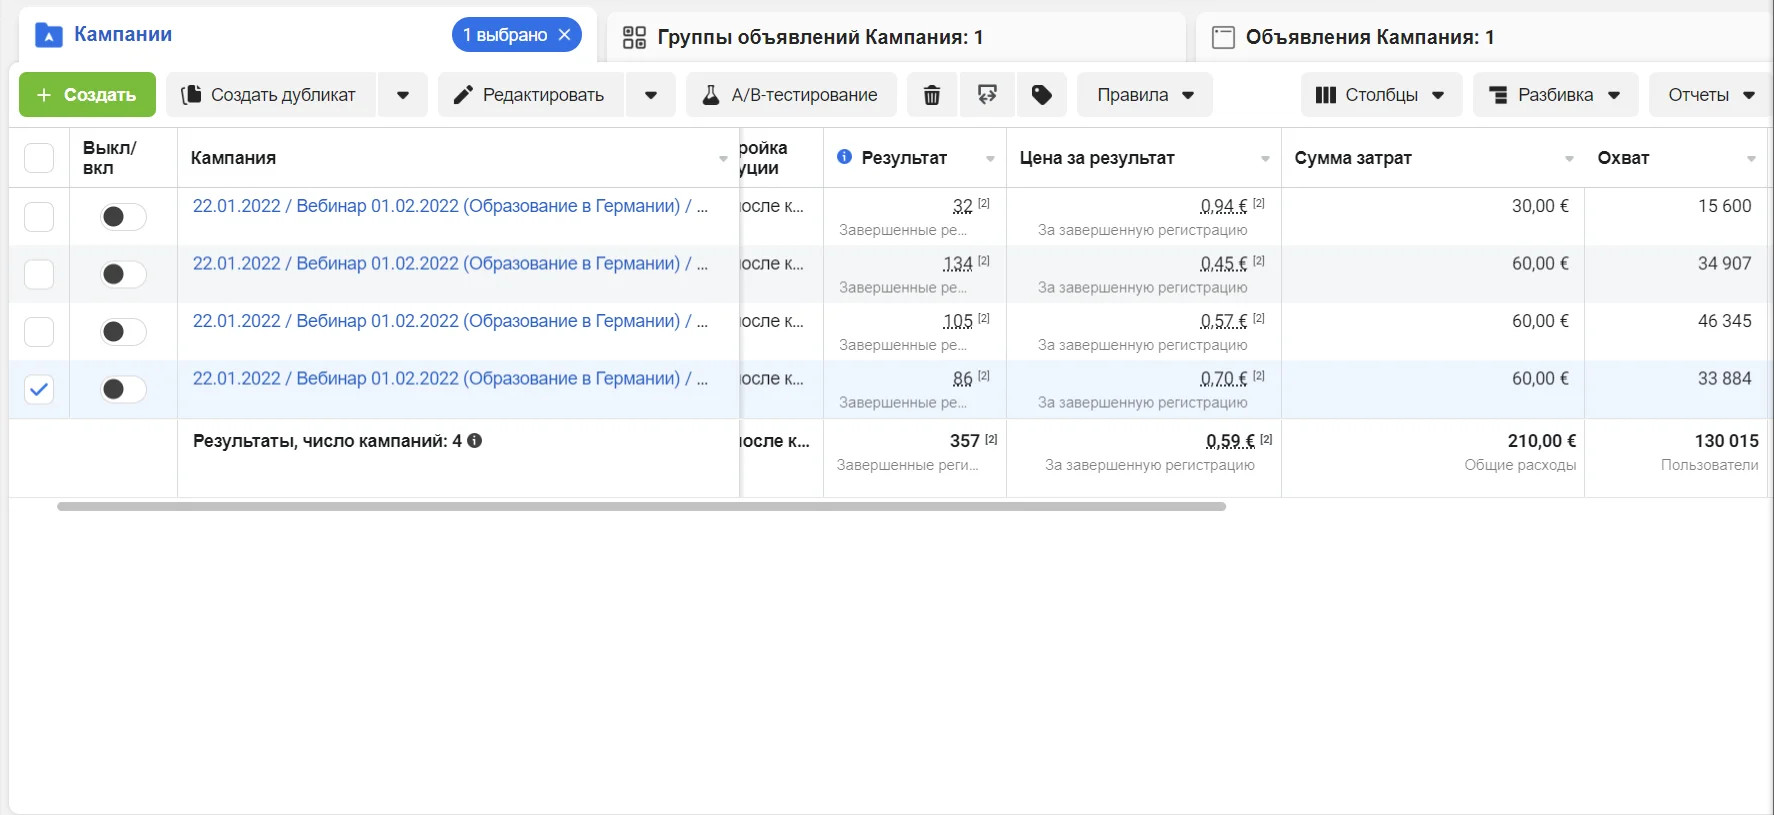 Кампании
1 выбрано
Группы объявлений Кампания: 1
Объявления Кампания: 1
+ Создать
Создать дубликат
Редактировать
А/В-тестирование
Правила
Столбцы
Разбивка
Отчеты
Выкл/
вкл
Кампания
ройка
уции
Результат
Цена за результат
Сумма затрат
Охват
22.01.2022 / Вебинар 01.02.2022 (Образование в Германии) / ...
после к...
32 [2]
Завершенные ре...
0,94 € [2]
За завершенную регистрацию
30,00 €
15 600
22.01.2022 / Вебинар 01.02.2022 (Образование в Германии) / ...
после к...
134 [2]
Завершенные ре...
0,45 € [2]
За завершенную регистрацию
60,00 €
34 907
22.01.2022 / Вебинар 01.02.2022 (Образование в Германии) / ...
после к...
105 [2]
Завершенные ре...
0,57 € [2]
За завершенную регистрацию
60,00 €
46 345
22.01.2022 / Вебинар 01.02.2022 (Образование в Германии) / ...
после к...
86 [2]
Завершенные ре...
0,70 € [2]
За завершенную регистрацию
60,00 €
33 884
Результаты, число кампаний: 4
после к...
357 [2]
Завершенные реги...
0,59 € [2]
За завершенную регистрацию
210,00 €
Общие расходы
130 015
Пользователи